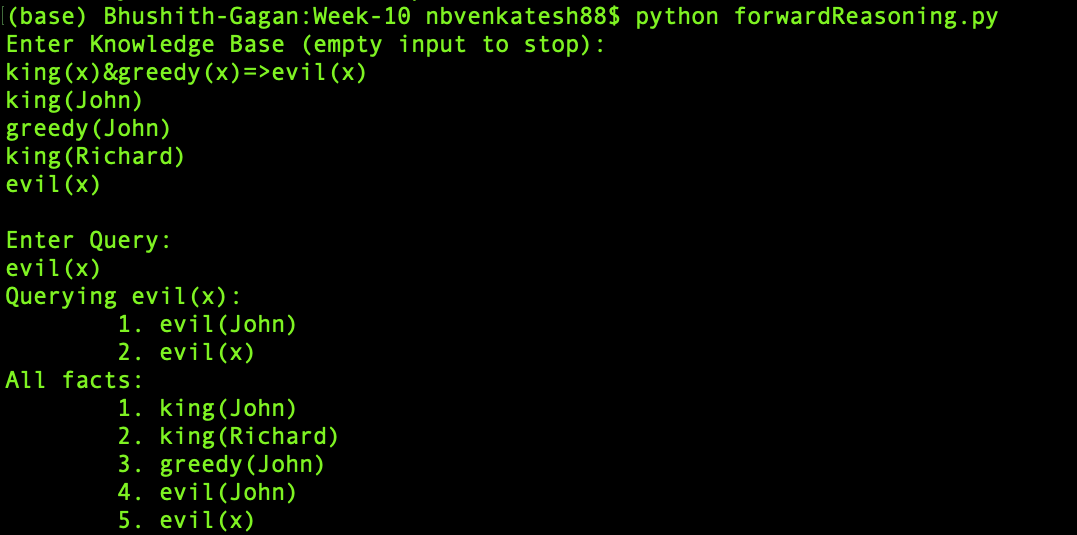 (base) Bhushith-Gagan:Week-10 nbvenkatesh88$ python forwardReasoning.py
Enter Knowledge Base (empty input to stop):
king(x)&greedy(x)=>evil(x)
king(John)
greedy(John)
king(Richard)
evil(x)
Enter Query:
evil(x)
Querying evil(x):
1. evil(John)
2. evil(x)
All facts:
1. king(John)
2. king(Richard)
3. greedy(John)
4. evil(John)
5. evil(x)